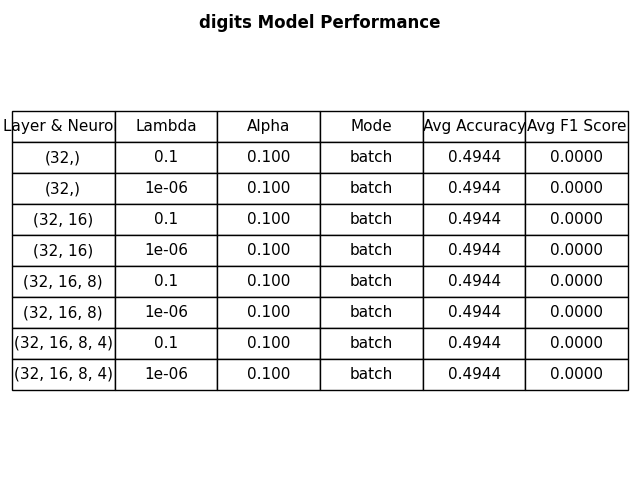 digits Model Performance
Layer & Neuro Lambda Alpha Mode Avg Accuracy Avg F1 Score
(32,) 0.1 0.100 batch 0.4944 0.0000
(32,) 1e-06 0.100 batch 0.4944 0.0000
(32, 16) 0.1 0.100 batch 0.4944 0.0000
(32, 16) 1e-06 0.100 batch 0.4944 0.0000
(32, 16, 8) 0.1 0.100 batch 0.4944 0.0000
(32, 16, 8) 1e-06 0.100 batch 0.4944 0.0000
(32, 16, 8, 4) 0.1 0.100 batch 0.4944 0.0000
(32, 16, 8, 4) 1e-06 0.100 batch 0.4944 0.0000